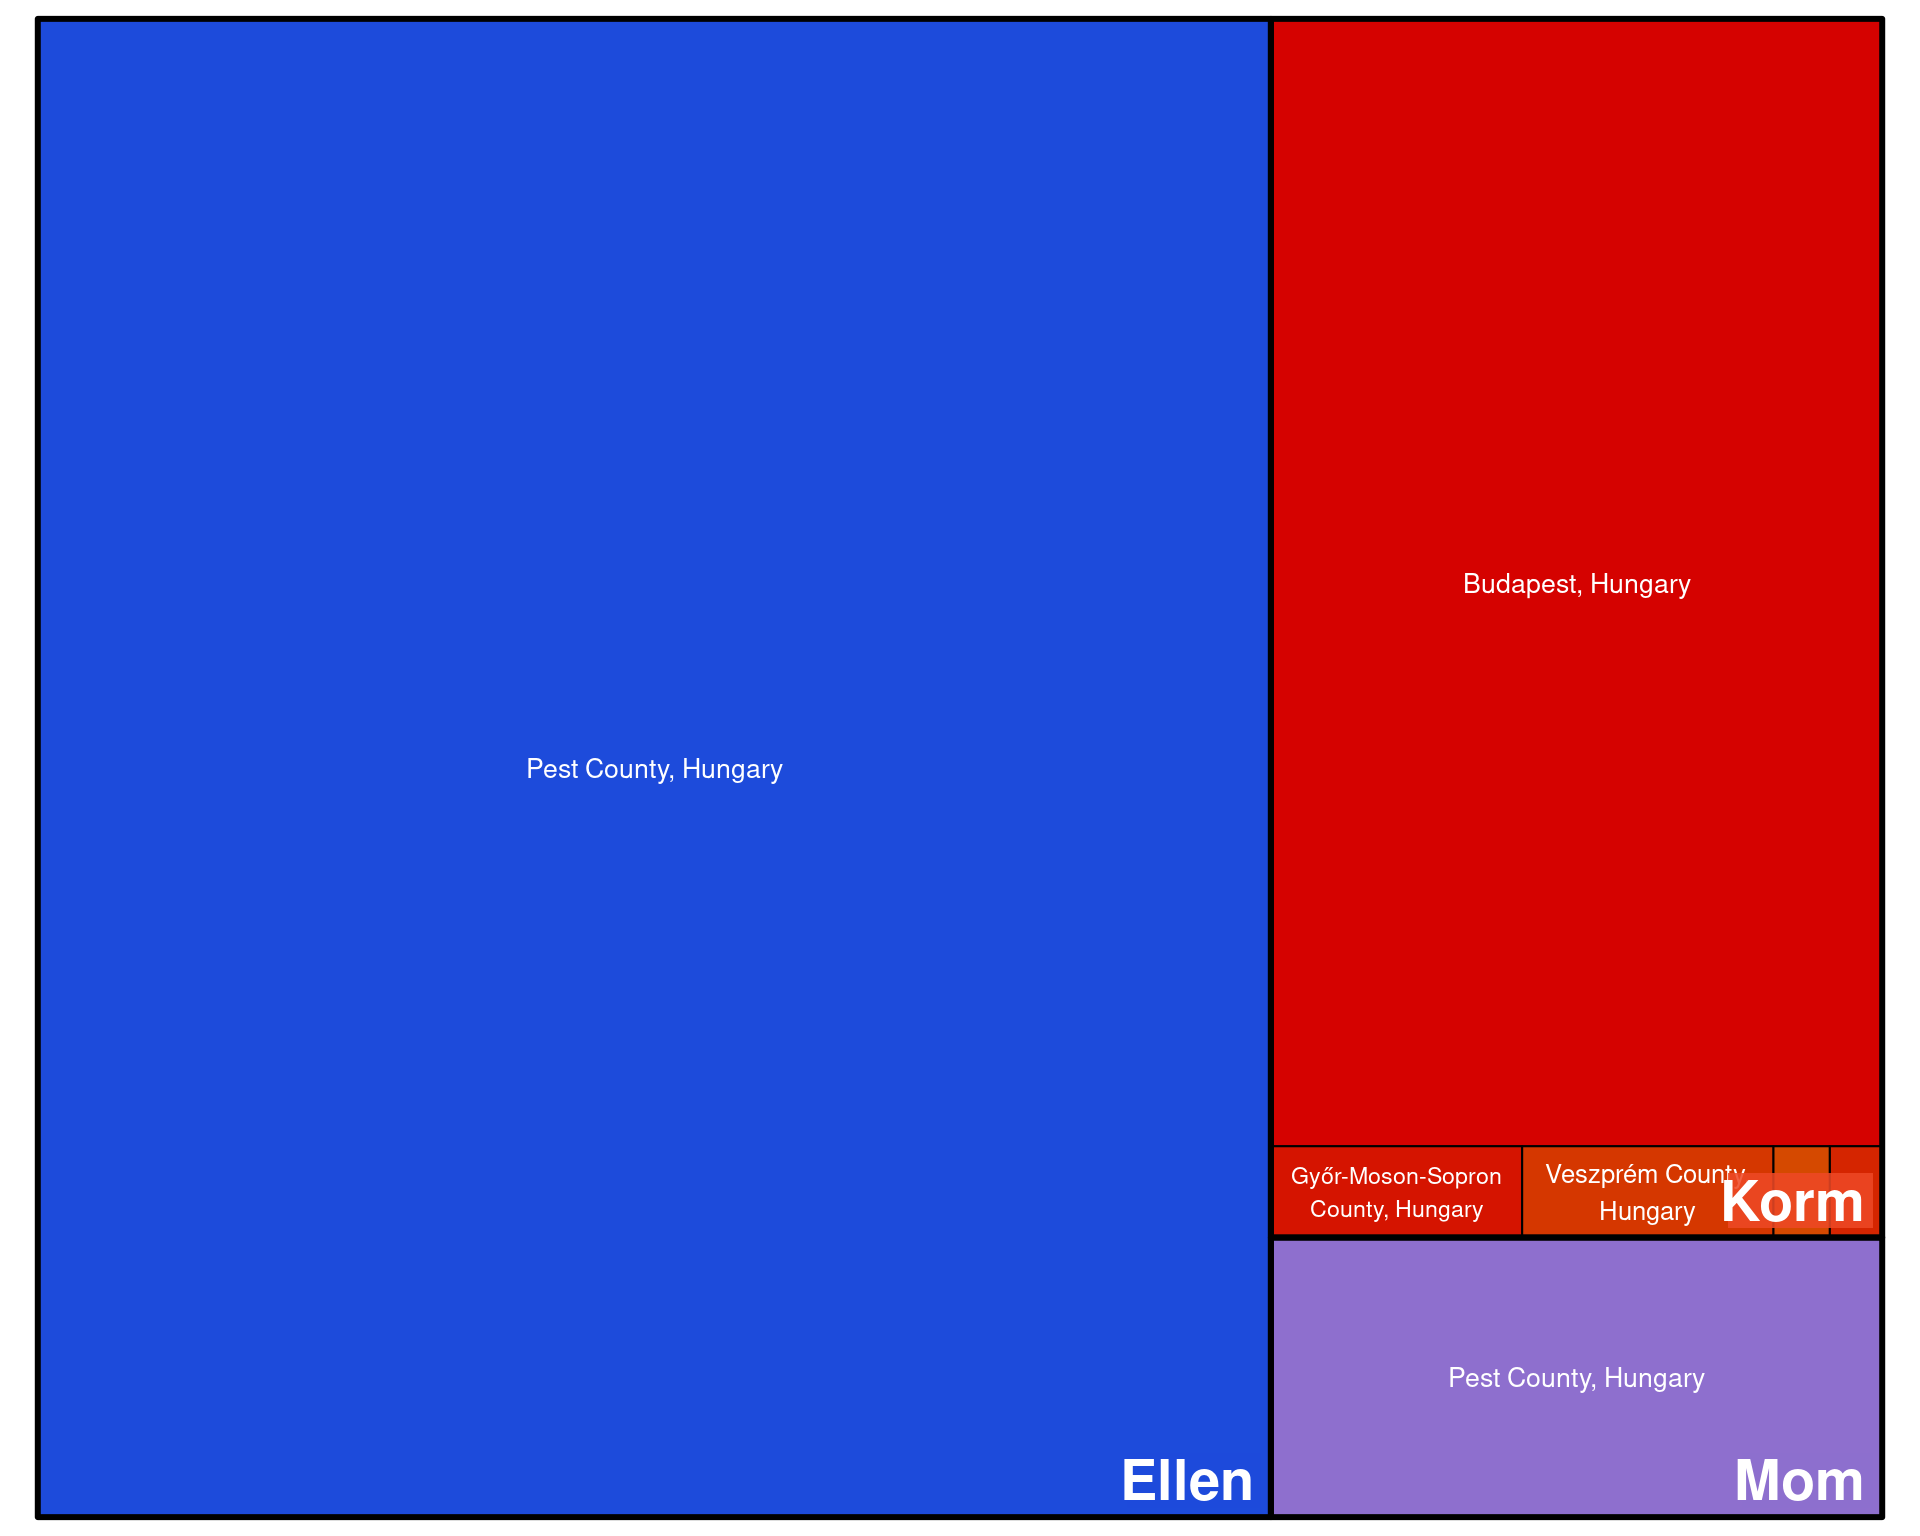 Pest County, Hungary
Ellen
Budapest, Hungary
Győr-Moson-Sopron
County, Hungary
Veszprém County,
Hungary
Korm
Pest County, Hungary
Mom